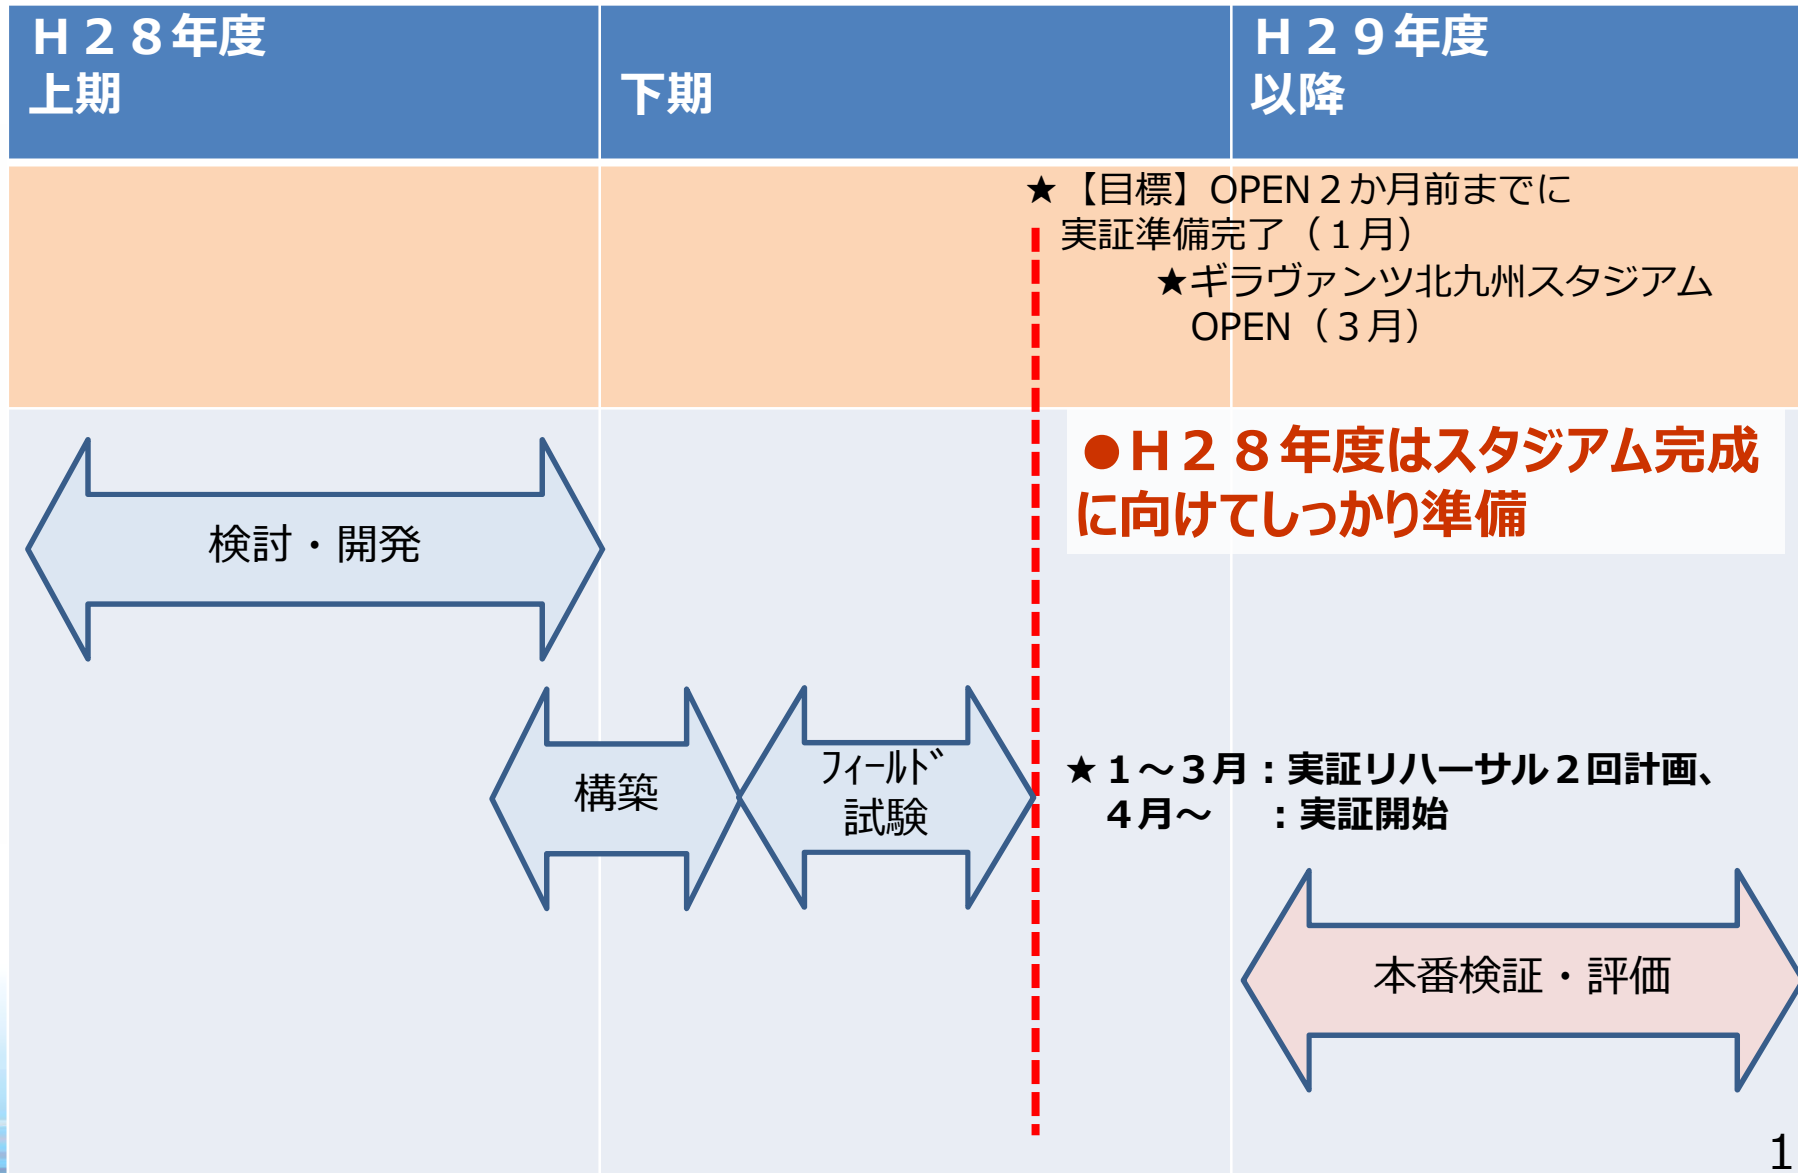 Ｈ２８年度
上期
下期
Ｈ２９年度
以降
★【目標】OPEN２か月前までに
実証準備完了（１月）
★ギラヴァンツ北九州スタジアム
OPEN（３月）
●Ｈ２８年度はスタジアム完成
に向けてしっかり準備
検討・開発
構築
ﾌｨｰﾙﾄﾞ
試験
★１～３月：実証リハーサル２回計画、
４月～　：実証開始
本番検証・評価
1